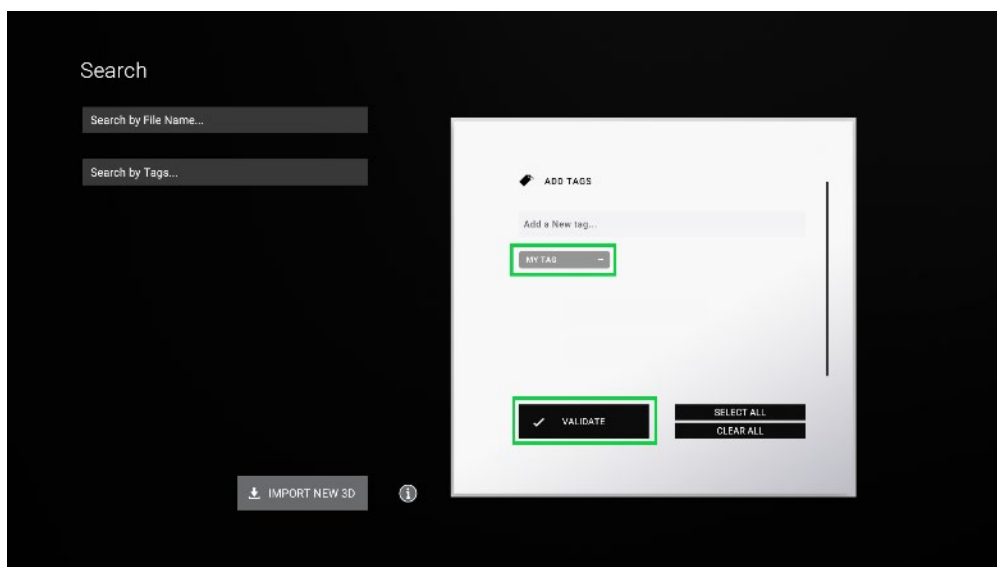 Search
Search by File Name...
Search by Tags...
ADD TAGS
Add a New tag...
MY TAG
VALIDATE
SELECT ALL
CLEAR ALL
IMPORT NEW 3D